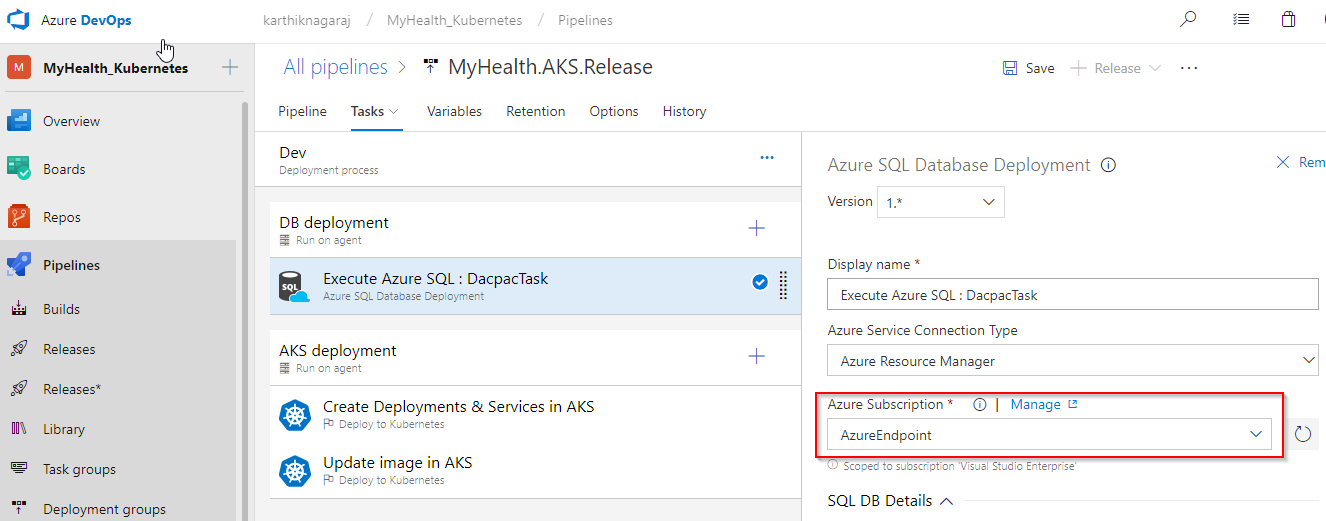 Azure DevOps
karthiknagaraj / MyHealth_Kubernetes / Pipelines
M MyHealth_Kubernetes
Overview
Boards
Repos
Pipelines
Builds
Releases
Releases*
Library
Task groups
Deployment groups
All pipelines > MyHealth.AKS.Release
Save
Release
Pipeline
Tasks
Variables
Retention
Options
History
Dev
Deployment process
DB deployment
Run on agent
SQL
Execute Azure SQL : DacpacTask
Azure SQL Database Deployment
AKS deployment
Run on agent
Create Deployments & Services in AKS
Deploy to Kubernetes
Update image in AKS
Deploy to Kubernetes
Azure SQL Database Deployment
Rem
Version 1.*
Display name *
Execute Azure SQL : DacpacTask
Azure Service Connection Type
Azure Resource Manager
Azure Subscription * | Manage
AzureEndpoint
Scoped to subscription 'Visual Studio Enterprise'
SQL DB Details